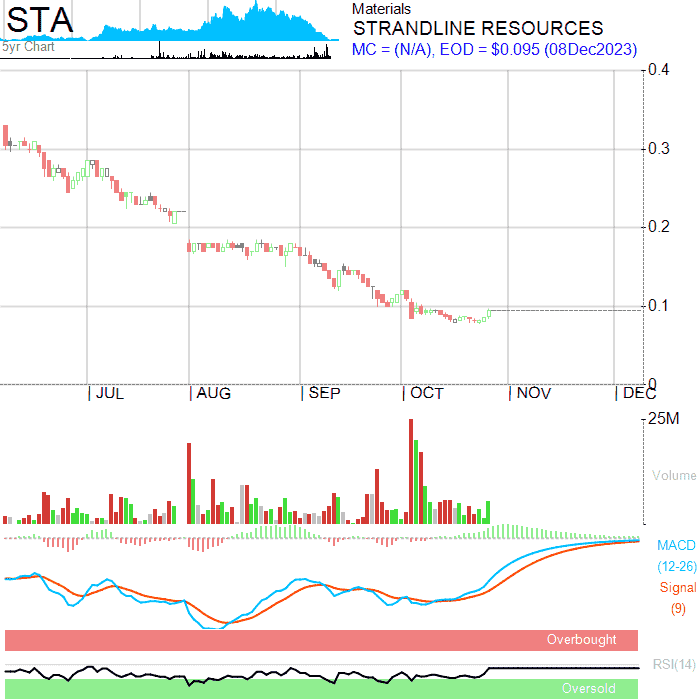 STA
5yr Chart
Materials
STRANDLINE RESOURCES
MC = (N/A), EOD = $0.095 (08Dec2023)
0.4
0.3
0.2
0.1
0
JUL AUG SEP OCT NOV DEC
25M
Volume
MACD
(12-26)
Signal
(9)
Overbought
RSI(14)
Oversold